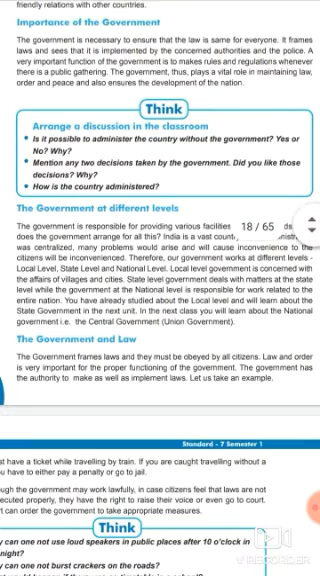 friendly relations with other countries.
Importance of the Government
The government is necessary to ensure that the law is same for everyone. It frames
laws and sees that it is implemented by the concerned authorities and the police. A
very important function of the government is to makes rules and regulations whenever
there is a public gathering. The government, thus, plays a vital role in maintaining law,
order and peace and also ensures the development of the nation.
Think
Arrange a discussion in the classroom
• Is it possible to administer the country without the government? Yes or
No? Why?
• Mention any two decisions taken by the government. Did you like those
decisions? Why?
• How is the country administered?
The Government at different levels
The government is responsible for providing various facilities
18 / 65
does the government arrange for all this? India is a vast
was centralized, many problems would arise and will cause inconvenience to the
citizens will be inconvenienced. Therefore, our government works at different levels -
Local Level, State Level and National Level. Local level government is concerned with
the affairs of villages and cities. State level government deals with matters at the state
level while the government at the National level is responsible for work related to the
entire nation. You have already studied about the Local level and will learn about the
State Government in the next unit. In the next class you will learn about the National
government i.e. the Central Government (Union Government).
The Government and Law
The Government frames laws and they must be obeyed by all citizens. Law and order
is very important for the proper functioning of the government. The government has
the authority to make as well as implement laws. Let us take an example.
Standard - 7 Semester 1
have a ticket while travelling by train. If you are caught travelling without a
have to either pay a penalty or go to jail.
the government may work lawfully, in case citizens feel that laws are not
properly, they have the right to raise their voice or even go to court.
can order the government to take appropriate measures.
Think
can one not use loud speakers in public places after 10 o'clock in
night?
can one not burst crackers on the roads?
RECORDER